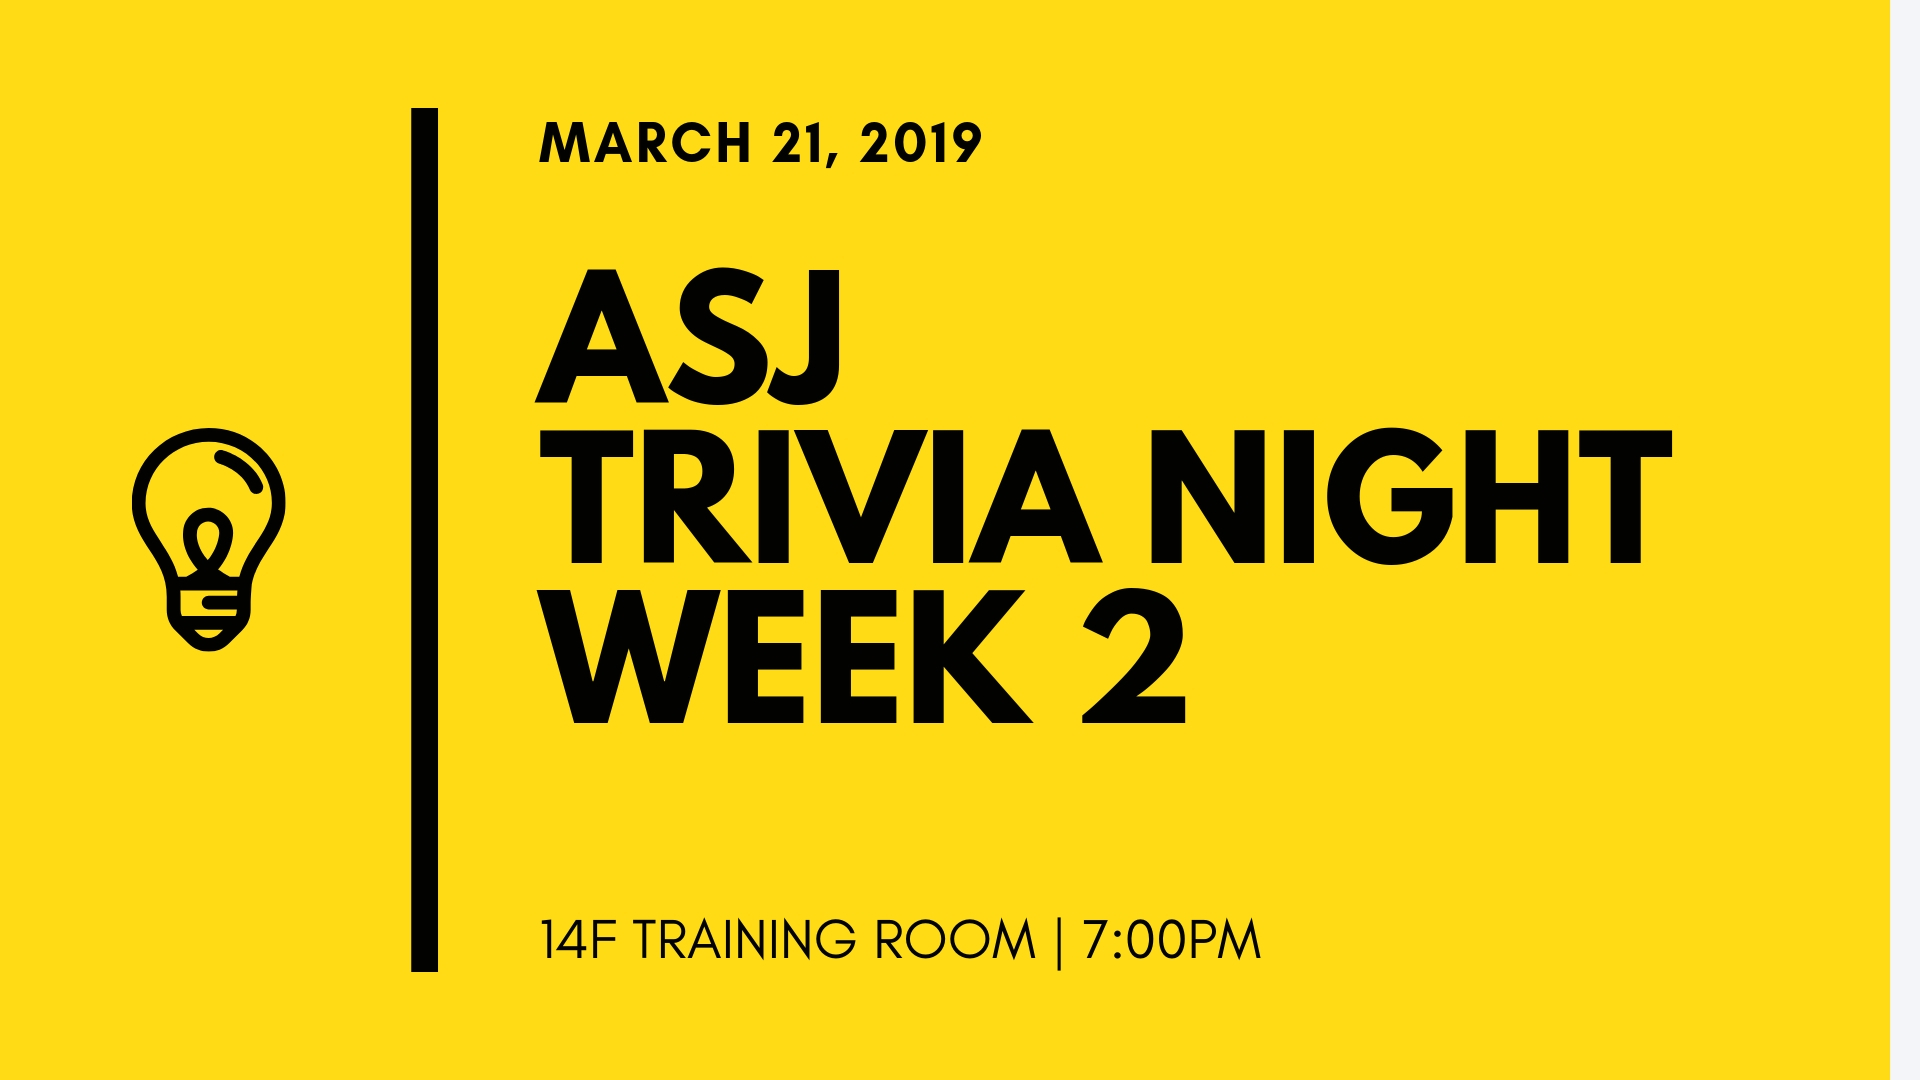 MARCH 21, 2019
ASJ
TRIVIA NIGHT
WEEK 2
14F TRAINING ROOM | 7:00PM